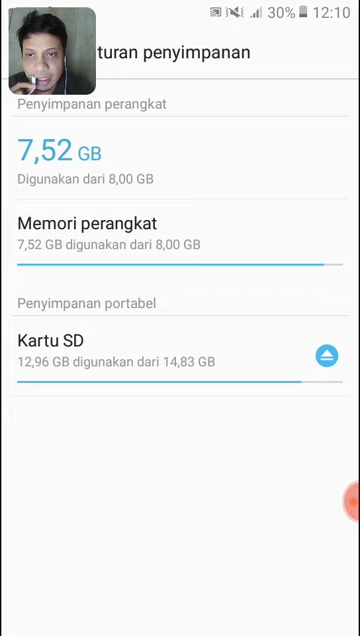 30% 12:10
turan penyimpanan
Penyimpanan perangkat
7,52 GB
Digunakan dari 8,00 GB
Memori perangkat
7,52 GB digunakan dari 8,00 GB
Penyimpanan portabel
Kartu SD
12,96 GB digunakan dari 14,83 GB